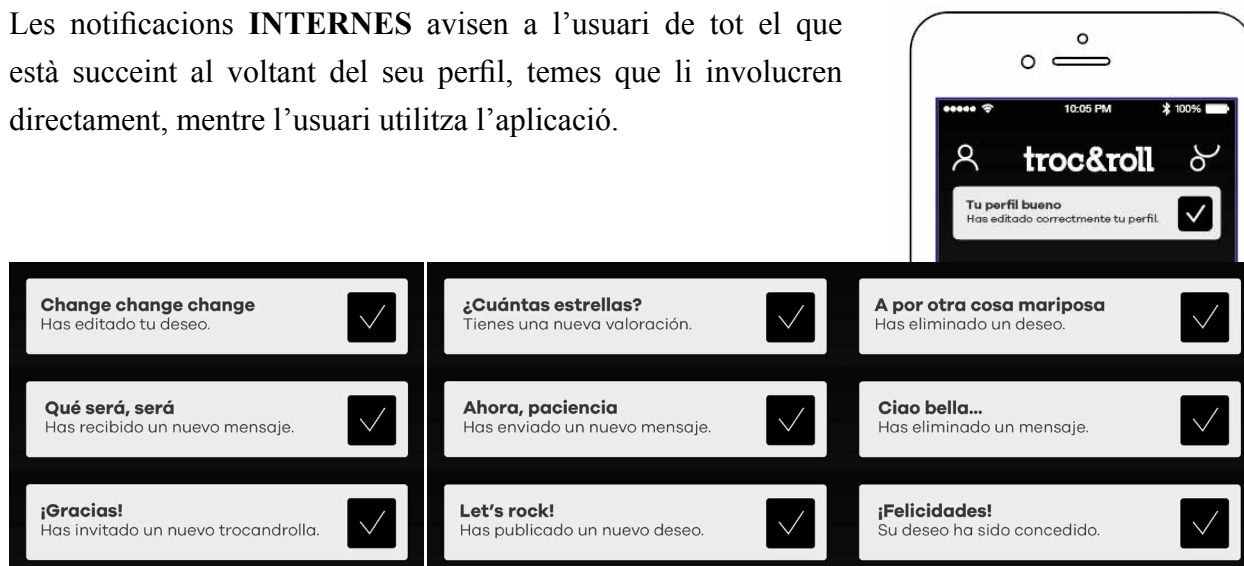 Les notificacions INTERNES avisen a l’usuari de tot el que
està succeint al voltant del seu perfil, temes que li involucren
directament, mentre l’usuari utilitza l’aplicació.
10:05 PM
100%
troc&roll
Tu perfil bueno
Has editado correctmente tu perfil.
Change change change
Has editado tu deseo.
¿Cuántas estrellas?
Tienes una nueva valoración.
A por otra cosa mariposa
Has eliminado un deseo.
Qué será, será
Has recibido un nuevo mensaje.
Ahora, paciencia
Has enviado un nuevo mensaje.
Ciao bella...
Has eliminado un mensaje.
¡Gracias!
Has invitado un nuevo trocandrolla.
Let’s rock!
Has publicado un nuevo deseo.
¡Felicidades!
Su deseo ha sido concedido.